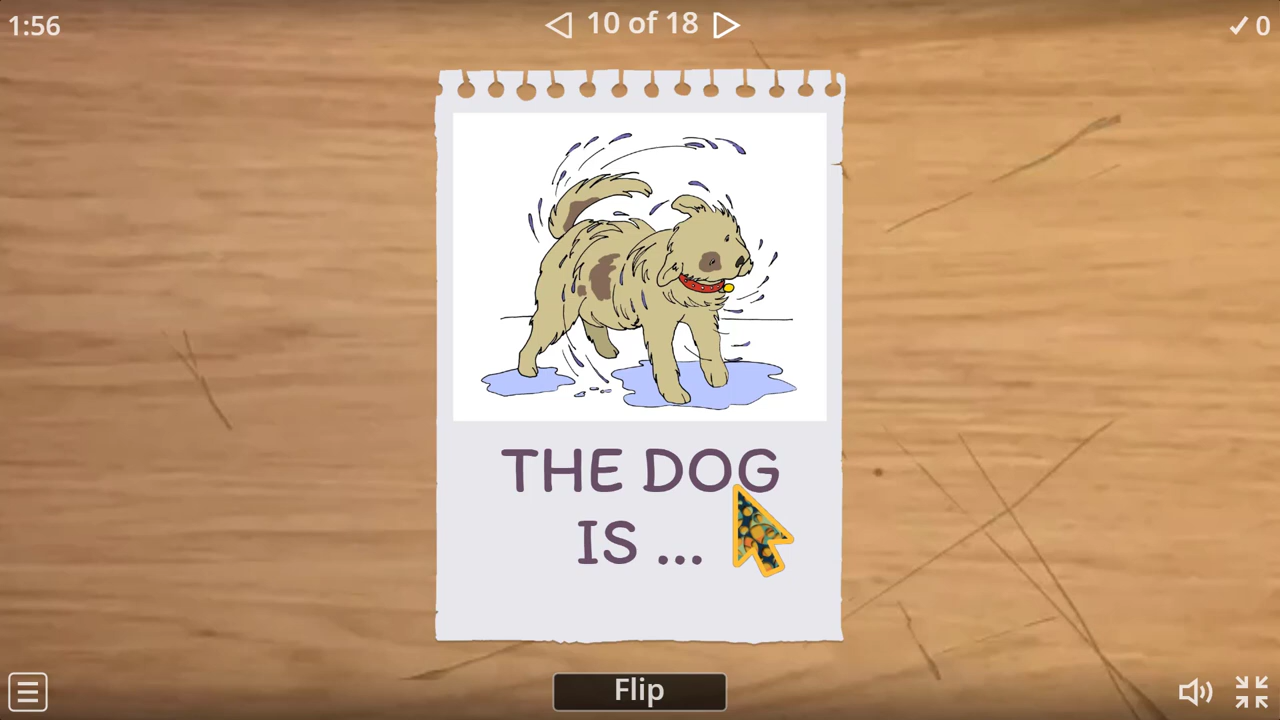 1:56
10 of 18
✓ 0
THE DOG
IS ...
Flip